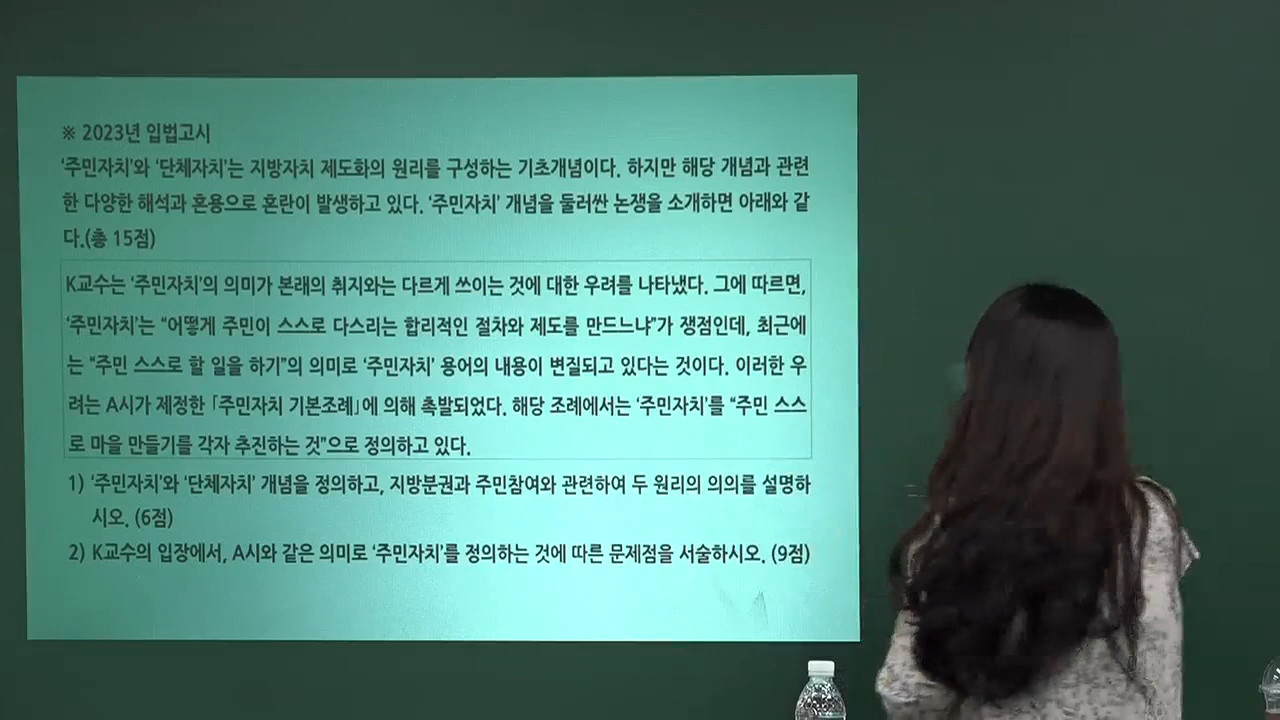 ※ 2023년 입법고시
‘주민자치’와 ‘단체자치’는 지방자치 제도화의 원리를 구성하는 기초개념이다. 하지만 해당 개념과 관련
한 다양한 해석과 혼용으로 혼란이 발생하고 있다. ‘주민자치’ 개념을 둘러싼 논쟁을 소개하면 아래와 같
다.(총 15점)
K교수는 ‘주민자치’의 의미가 본래의 취지와는 다르게 쓰이는 것에 대한 우려를 나타냈다. 그에 따르면,
‘주민자치’는 “어떻게 주민이 스스로 다스리는 합리적인 절차와 제도를 만드느냐”가 쟁점인데, 최근에
는 “주민 스스로 할 일을 하기”의 의미로 ‘주민자치’ 용어의 내용이 변질되고 있다는 것이다. 이러한 우
려는 A시가 제정한 「주민자치 기본조례」에 의해 촉발되었다. 해당 조례에서는 ‘주민자치’를 “주민 스스
로 마을 만들기를 각자 추진하는 것”으로 정의하고 있다.
1) ‘주민자치’와 ‘단체자치’ 개념을 정의하고, 지방분권과 주민참여와 관련하여 두 원리의 의의를 설명하
시오. (6점)
2) K교수의 입장에서, A시와 같은 의미로 ‘주민자치’를 정의하는 것에 따른 문제점을 서술하시오. (9점)